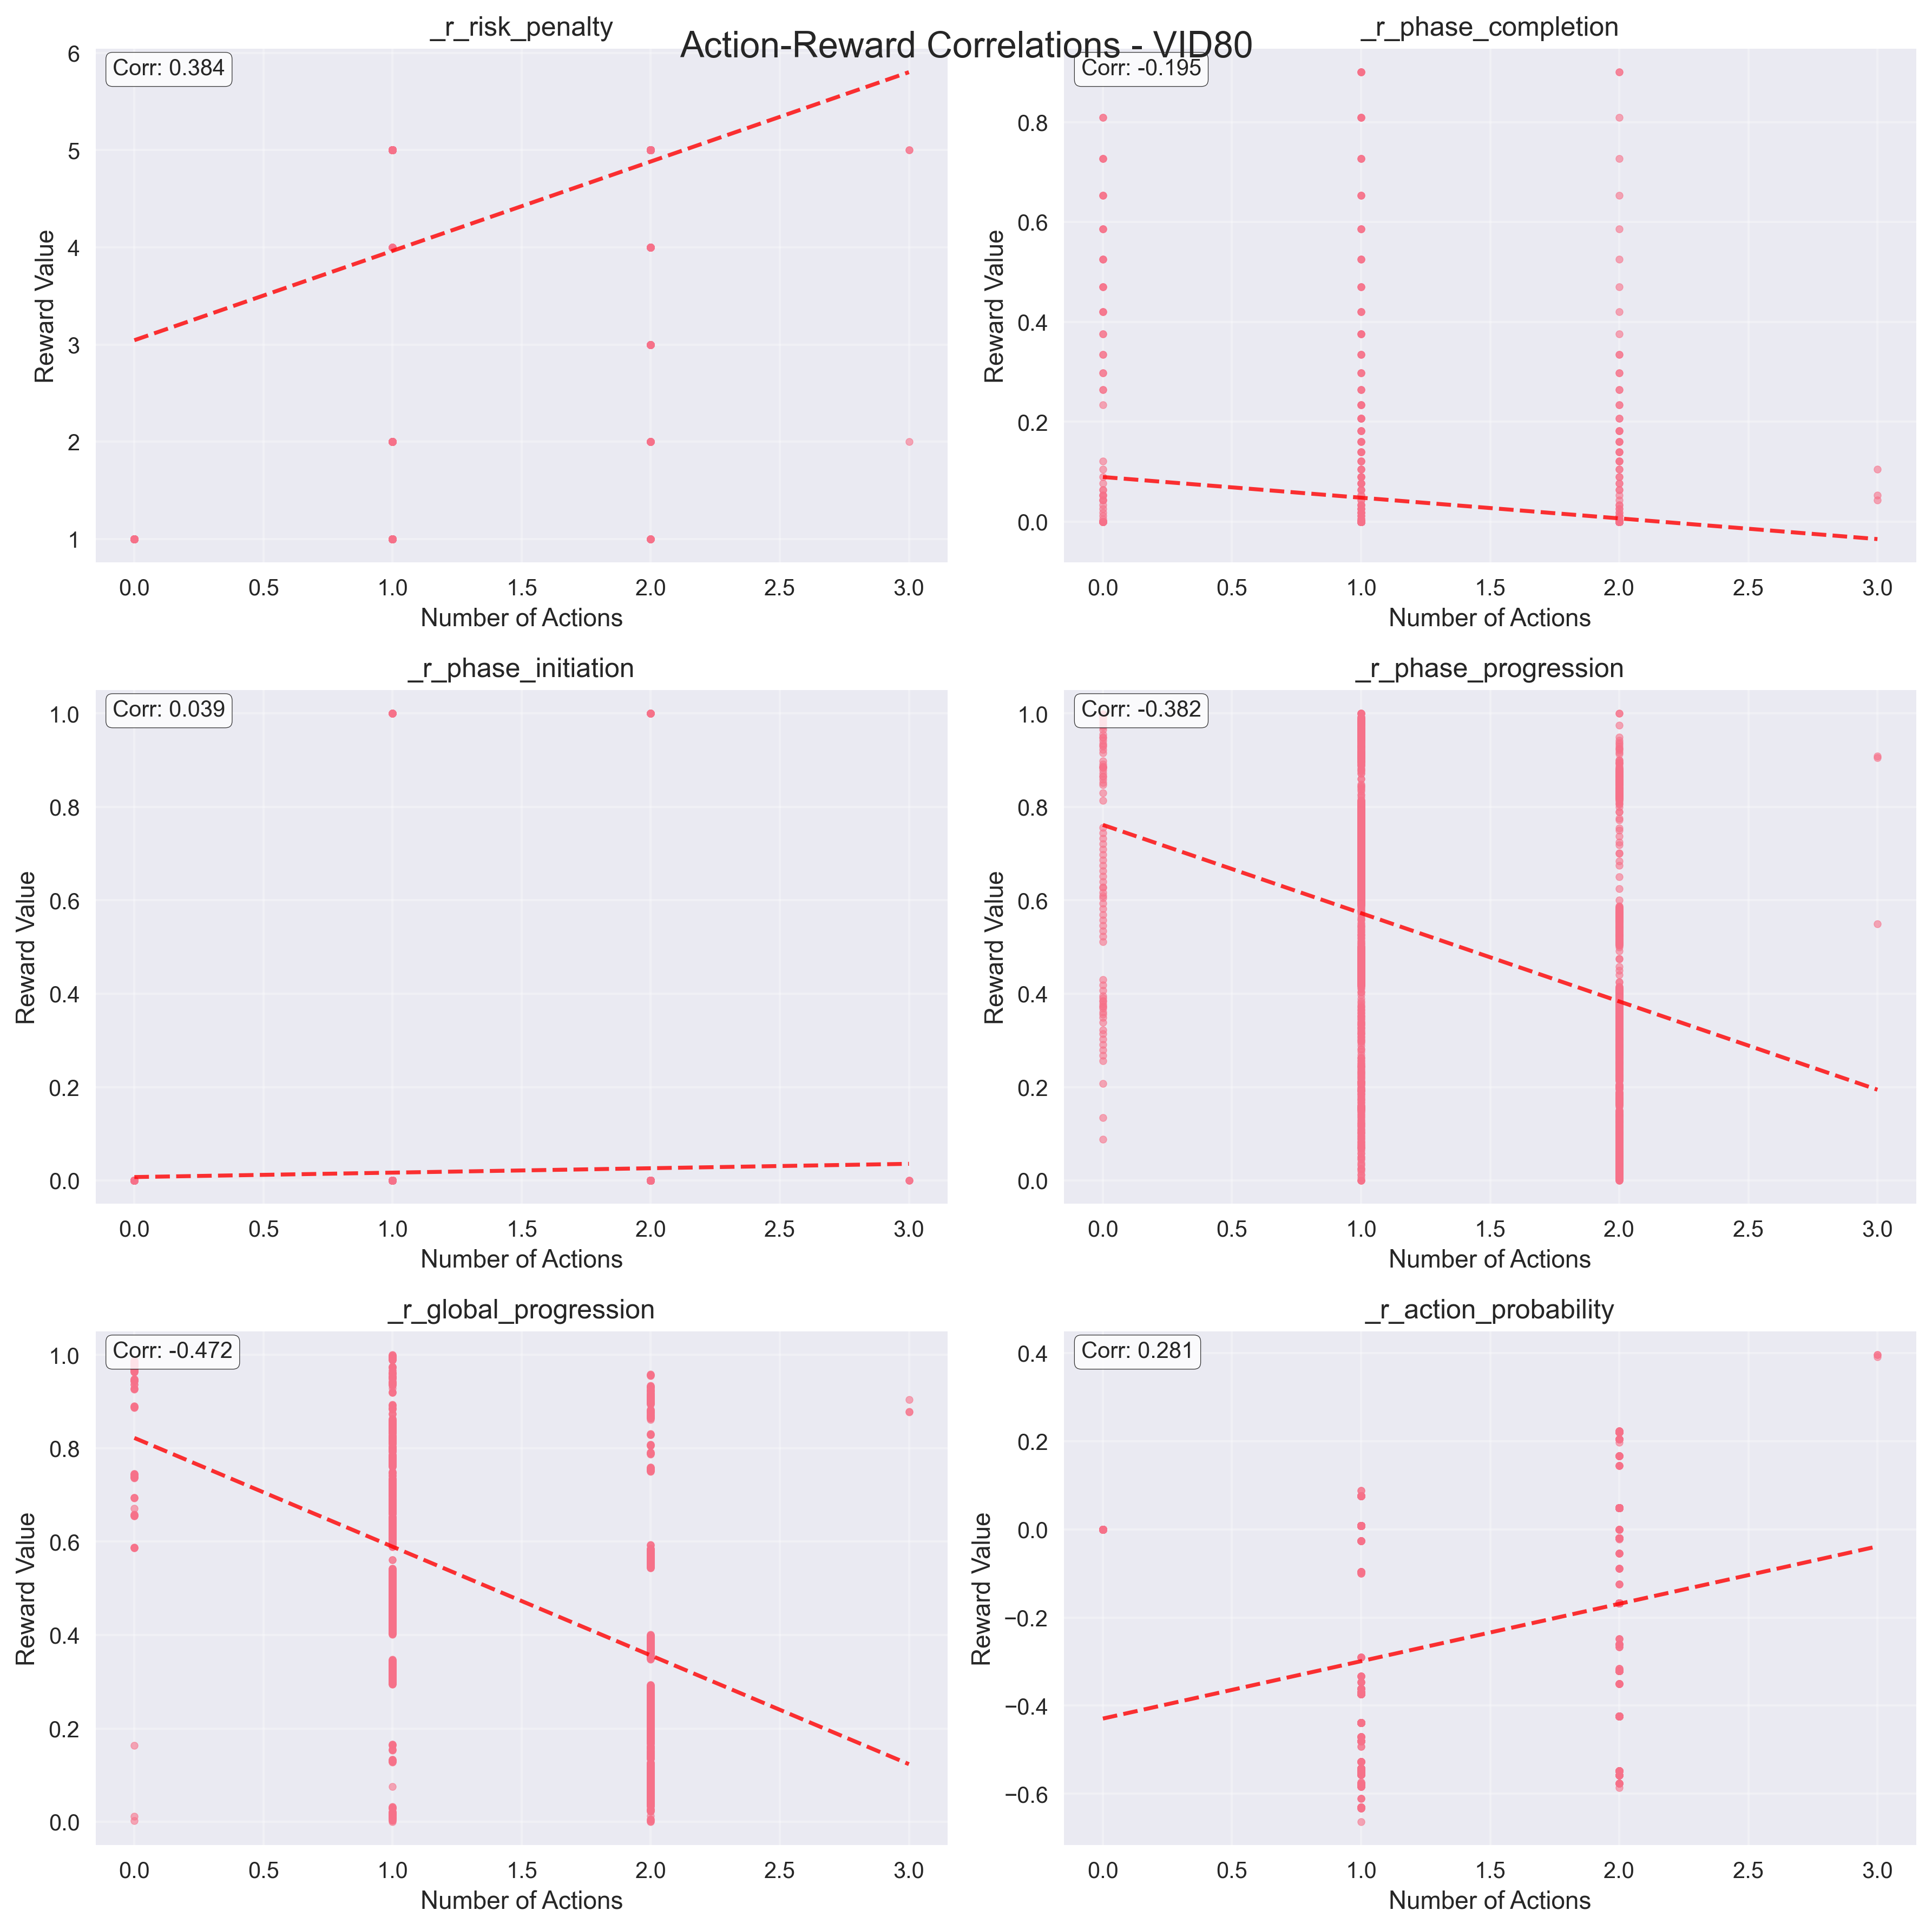 Action-Reward Correlations - VID80
_r_risk_penalty
Corr: 0.384
Reward Value
6
5
4
3
2
1
0.0 0.5 1.0 1.5 2.0 2.5 3.0
Number of Actions
_r_phase_completion
Corr: -0.195
Reward Value
0.8
0.6
0.4
0.2
0.0
0.0 0.5 1.0 1.5 2.0 2.5 3.0
Number of Actions
_r_phase_initiation
Corr: 0.039
Reward Value
1.0
0.8
0.6
0.4
0.2
0.0
0.0 0.5 1.0 1.5 2.0 2.5 3.0
Number of Actions
_r_phase_progression
Corr: -0.382
Reward Value
1.0
0.8
0.6
0.4
0.2
0.0
0.0 0.5 1.0 1.5 2.0 2.5 3.0
Number of Actions
_r_global_progression
Corr: -0.472
Reward Value
1.0
0.8
0.6
0.4
0.2
0.0
0.0 0.5 1.0 1.5 2.0 2.5 3.0
Number of Actions
_r_action_probability
Corr: 0.281
Reward Value
0.4
0.2
0.0
−0.2
−0.4
−0.6
0.0 0.5 1.0 1.5 2.0 2.5 3.0
Number of Actions